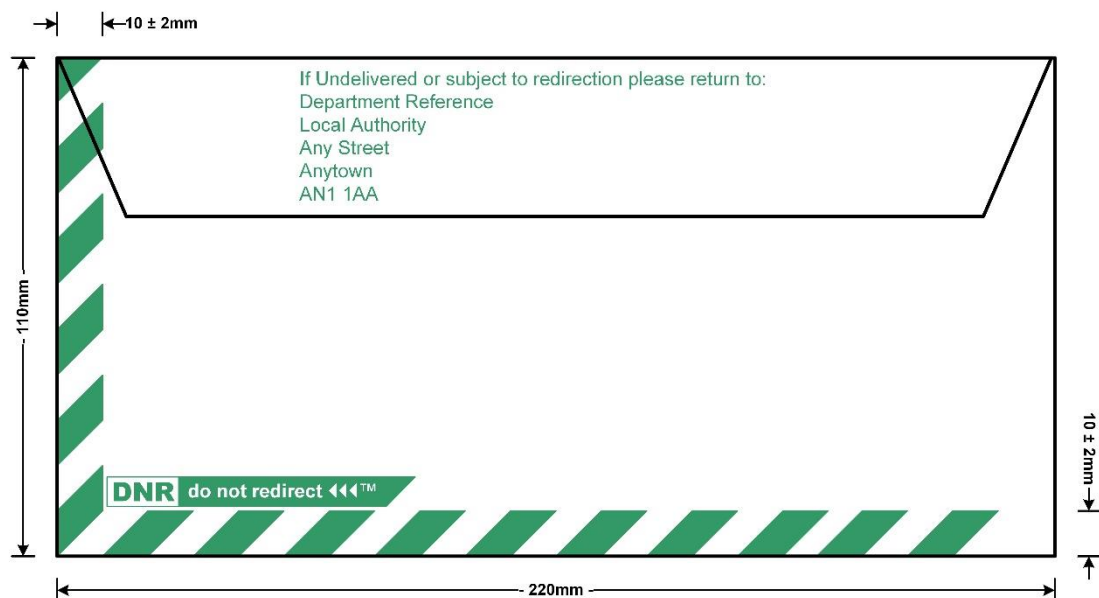 10 ± 2mm
If Undelivered or subject to redirection please return to:
Department Reference
Local Authority
Any Street
Anytown
AN1 1AA
- 110mm -
10 ± 2mm
DNR do not redirect ™
- 220mm -